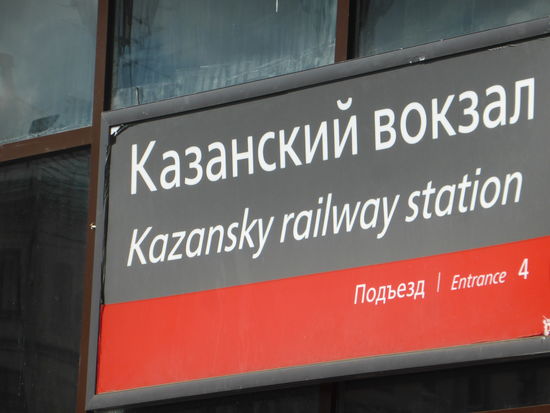 Казанский вокзал
Kazansky railway station
Подъезд | Entrance 4